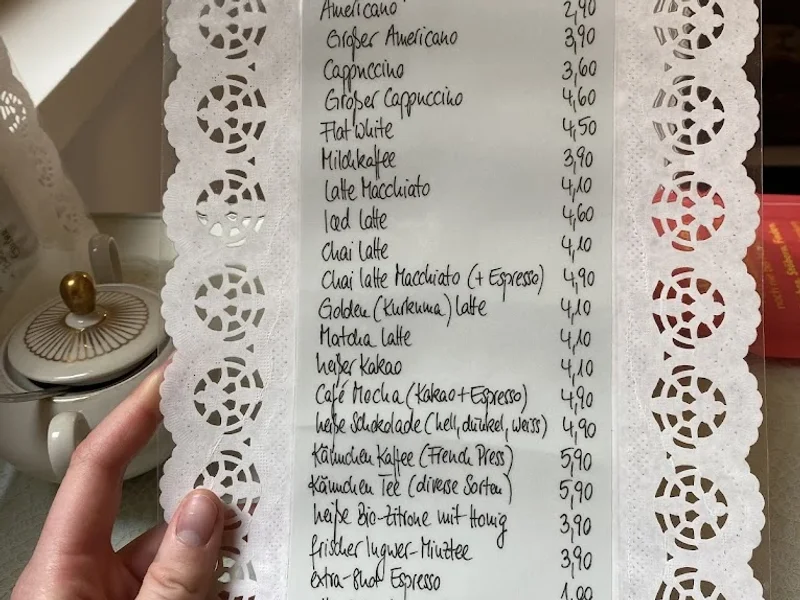 Americano 2,90
Großer Americano 3,90
Cappuccino 3,60
Großer Cappuccino 4,60
Flat White 4,50
Milchkaffee 3,90
Latte Macchiato 4,10
Iced Latte 4,60
Chai Latte 4,10
Chai Latte Macchiato (+ Espresso) 4,90
Golden (Kurkuma) Latte 4,10
Matcha Latte 4,10
heißer Kakao 4,10
Café Mocha (Kakao + Espresso) 4,90
heiße Schokolade (hell, dunkel, weiss) 4,90
Kännchen Kaffee (French Press) 5,90
Kännchen Tee (diverse Sorten) 5,90
heiße Bio-Zitrone mit Honig 3,90
frischer Ingwer-Minztee 3,90
extra-Shot Espresso